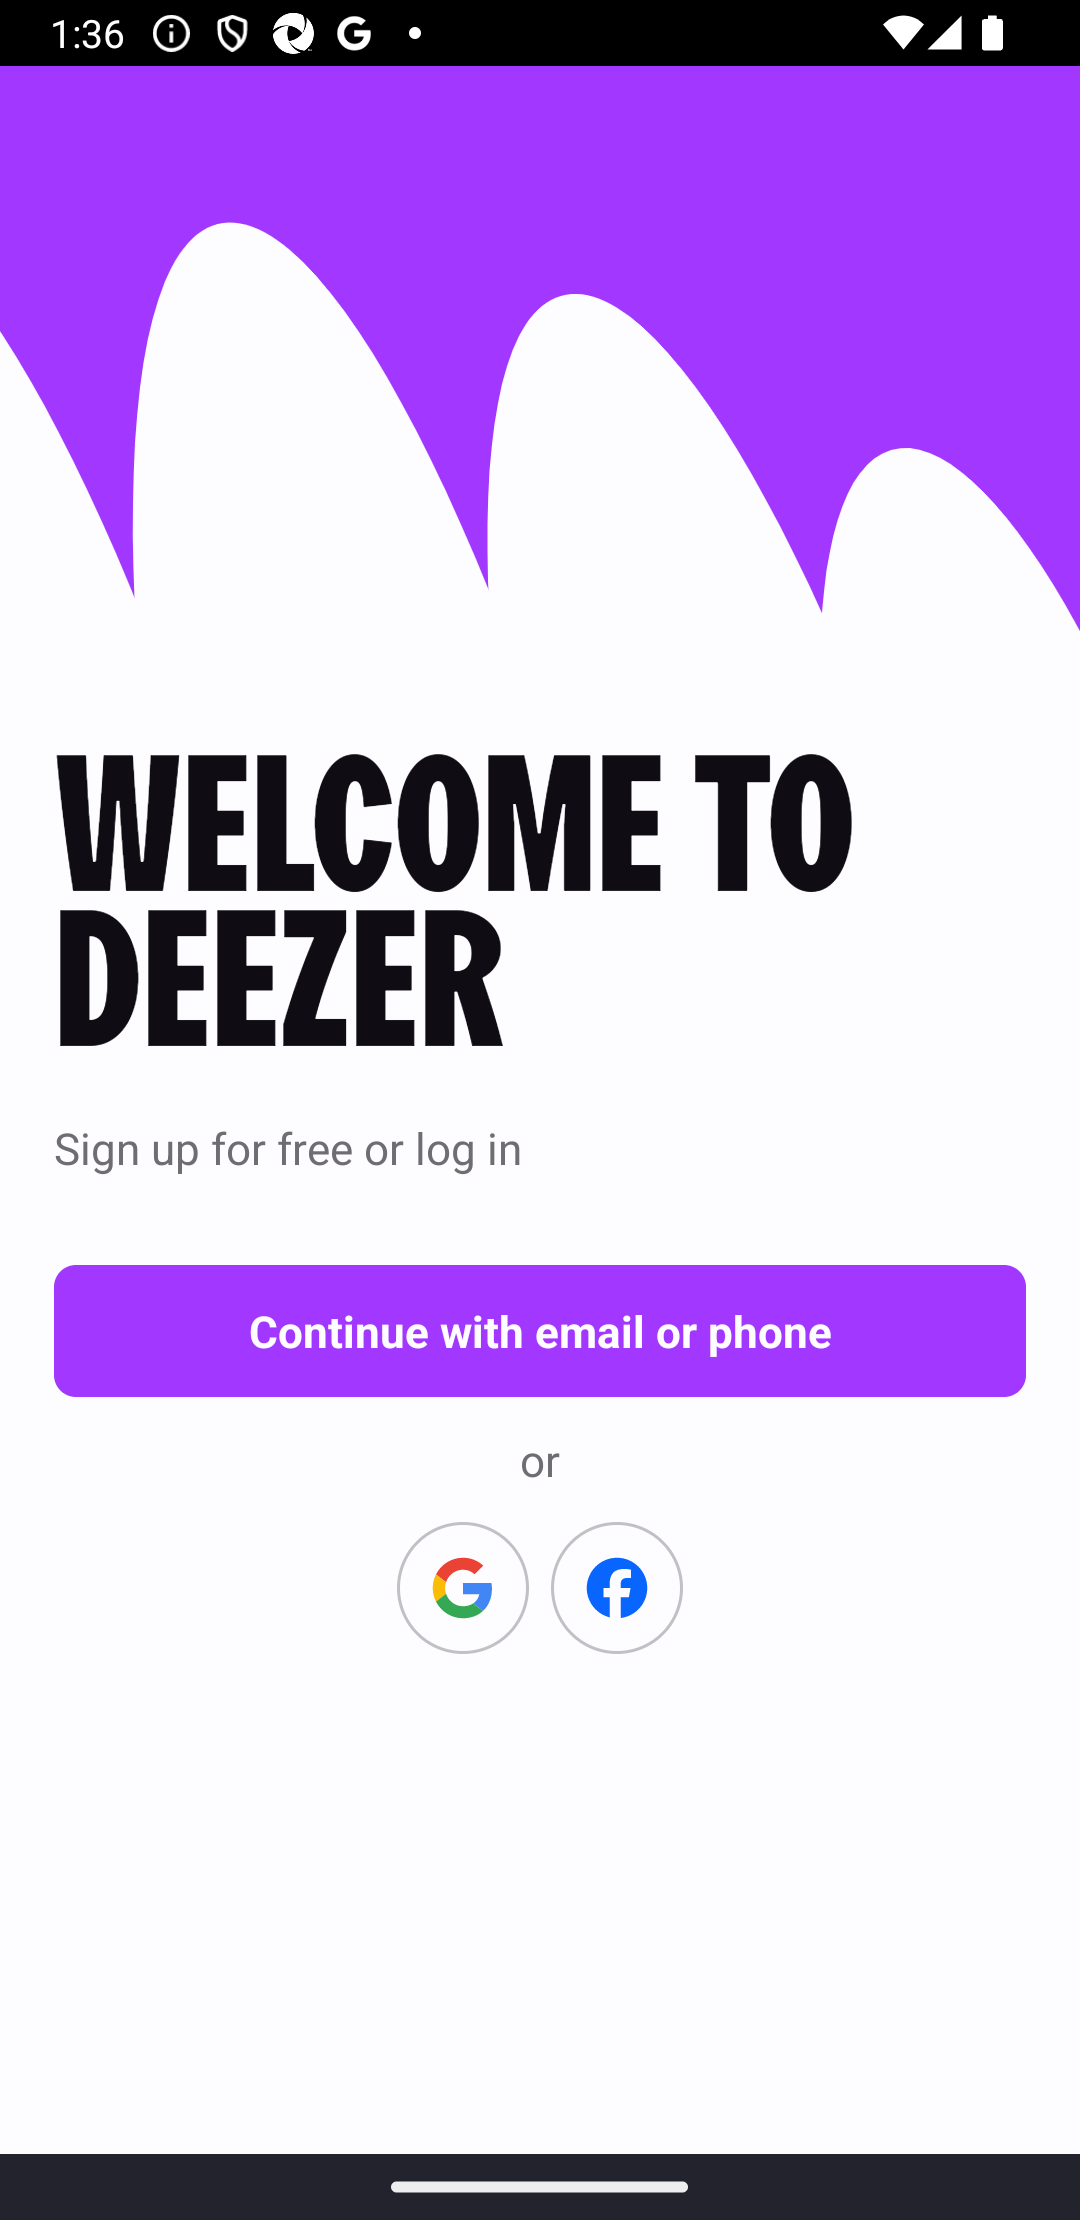 1:36
WELCOME TO
DEEZER
Sign up for free or log in
Continue with email or phone
or